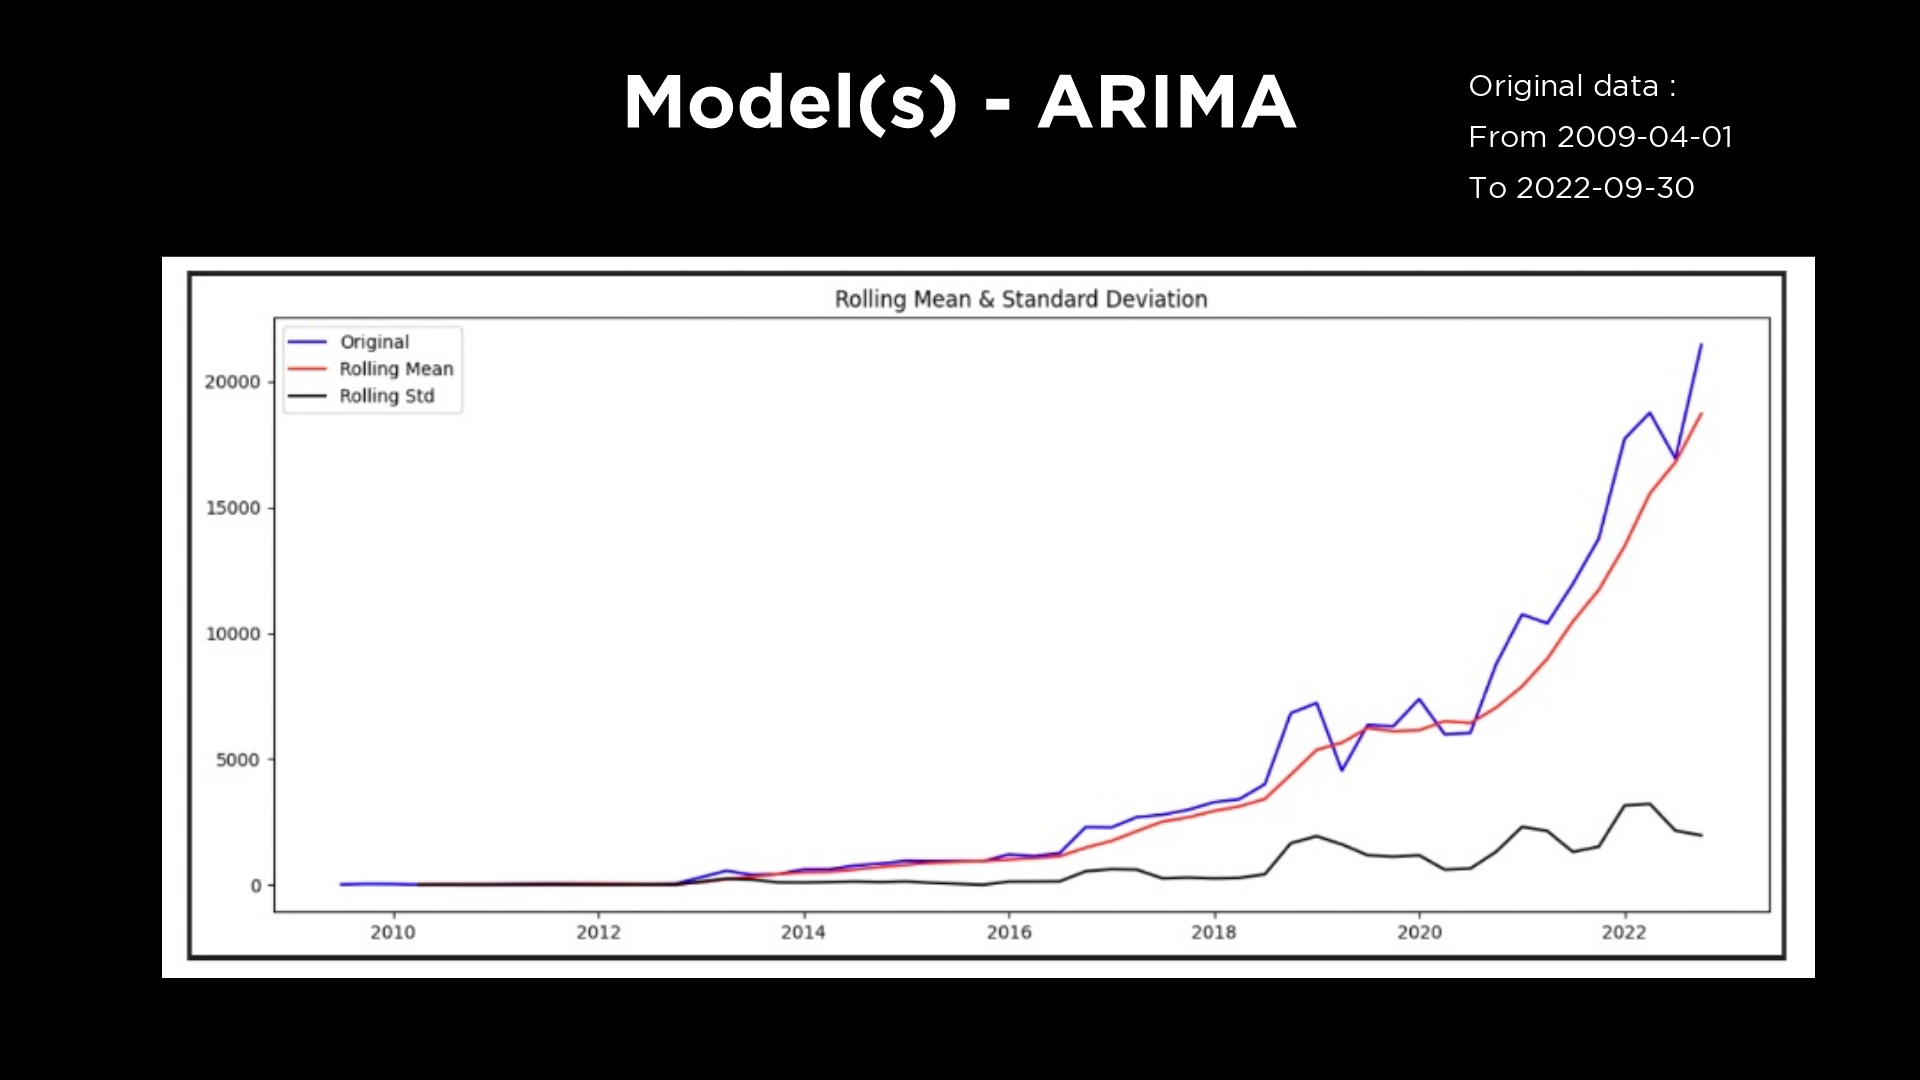 Model(s) - ARIMA
Original data :
From 2009-04-01
To 2022-09-30
Rolling Mean & Standard Deviation
Original
Rolling Mean
Rolling Std
20000
15000
10000
5000
0
2010 2012 2014 2016 2018 2020 2022